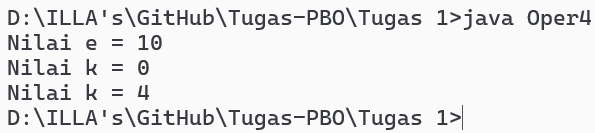 D:\ILLA's\GitHub\Tugas-PBO\Tugas 1>java Oper4
Nilai e = 10
Nilai k = 0
Nilai k = 4
D:\ILLA's\GitHub\Tugas-PBO\Tugas 1>